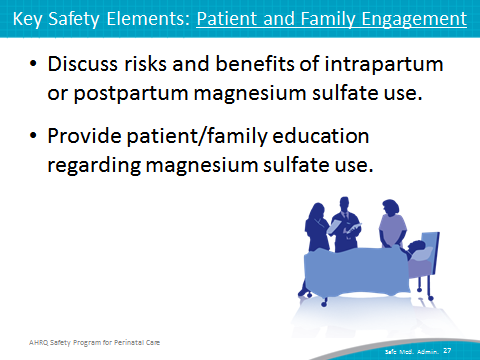 Key Safety Elements: Patient and Family Engagement
• Discuss risks and benefits of intrapartum
or postpartum magnesium sulfate use.
• Provide patient/family education
regarding magnesium sulfate use.
AHRQ Safety Program for Perinatal Care
Safe Med. Admin. 27